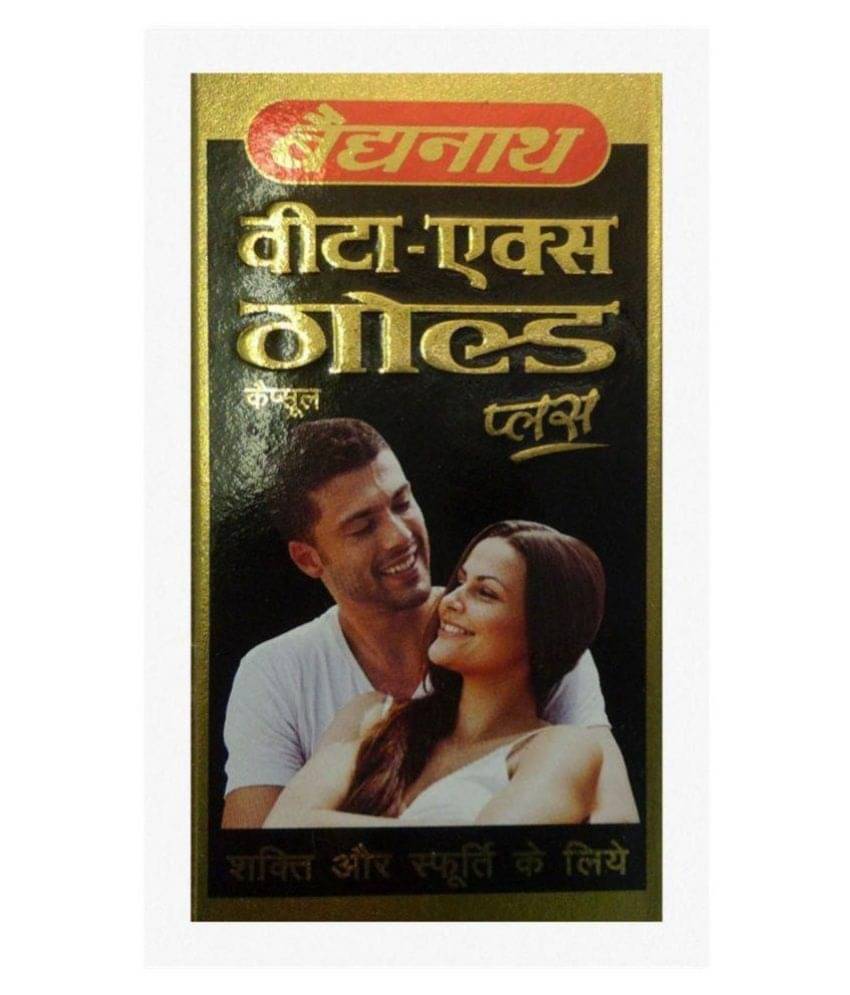 बैद्यनाथ
वीटा-एक्स
गोल्ड
कैप्सूल प्लस
शक्ति और स्फूर्ति के लिये